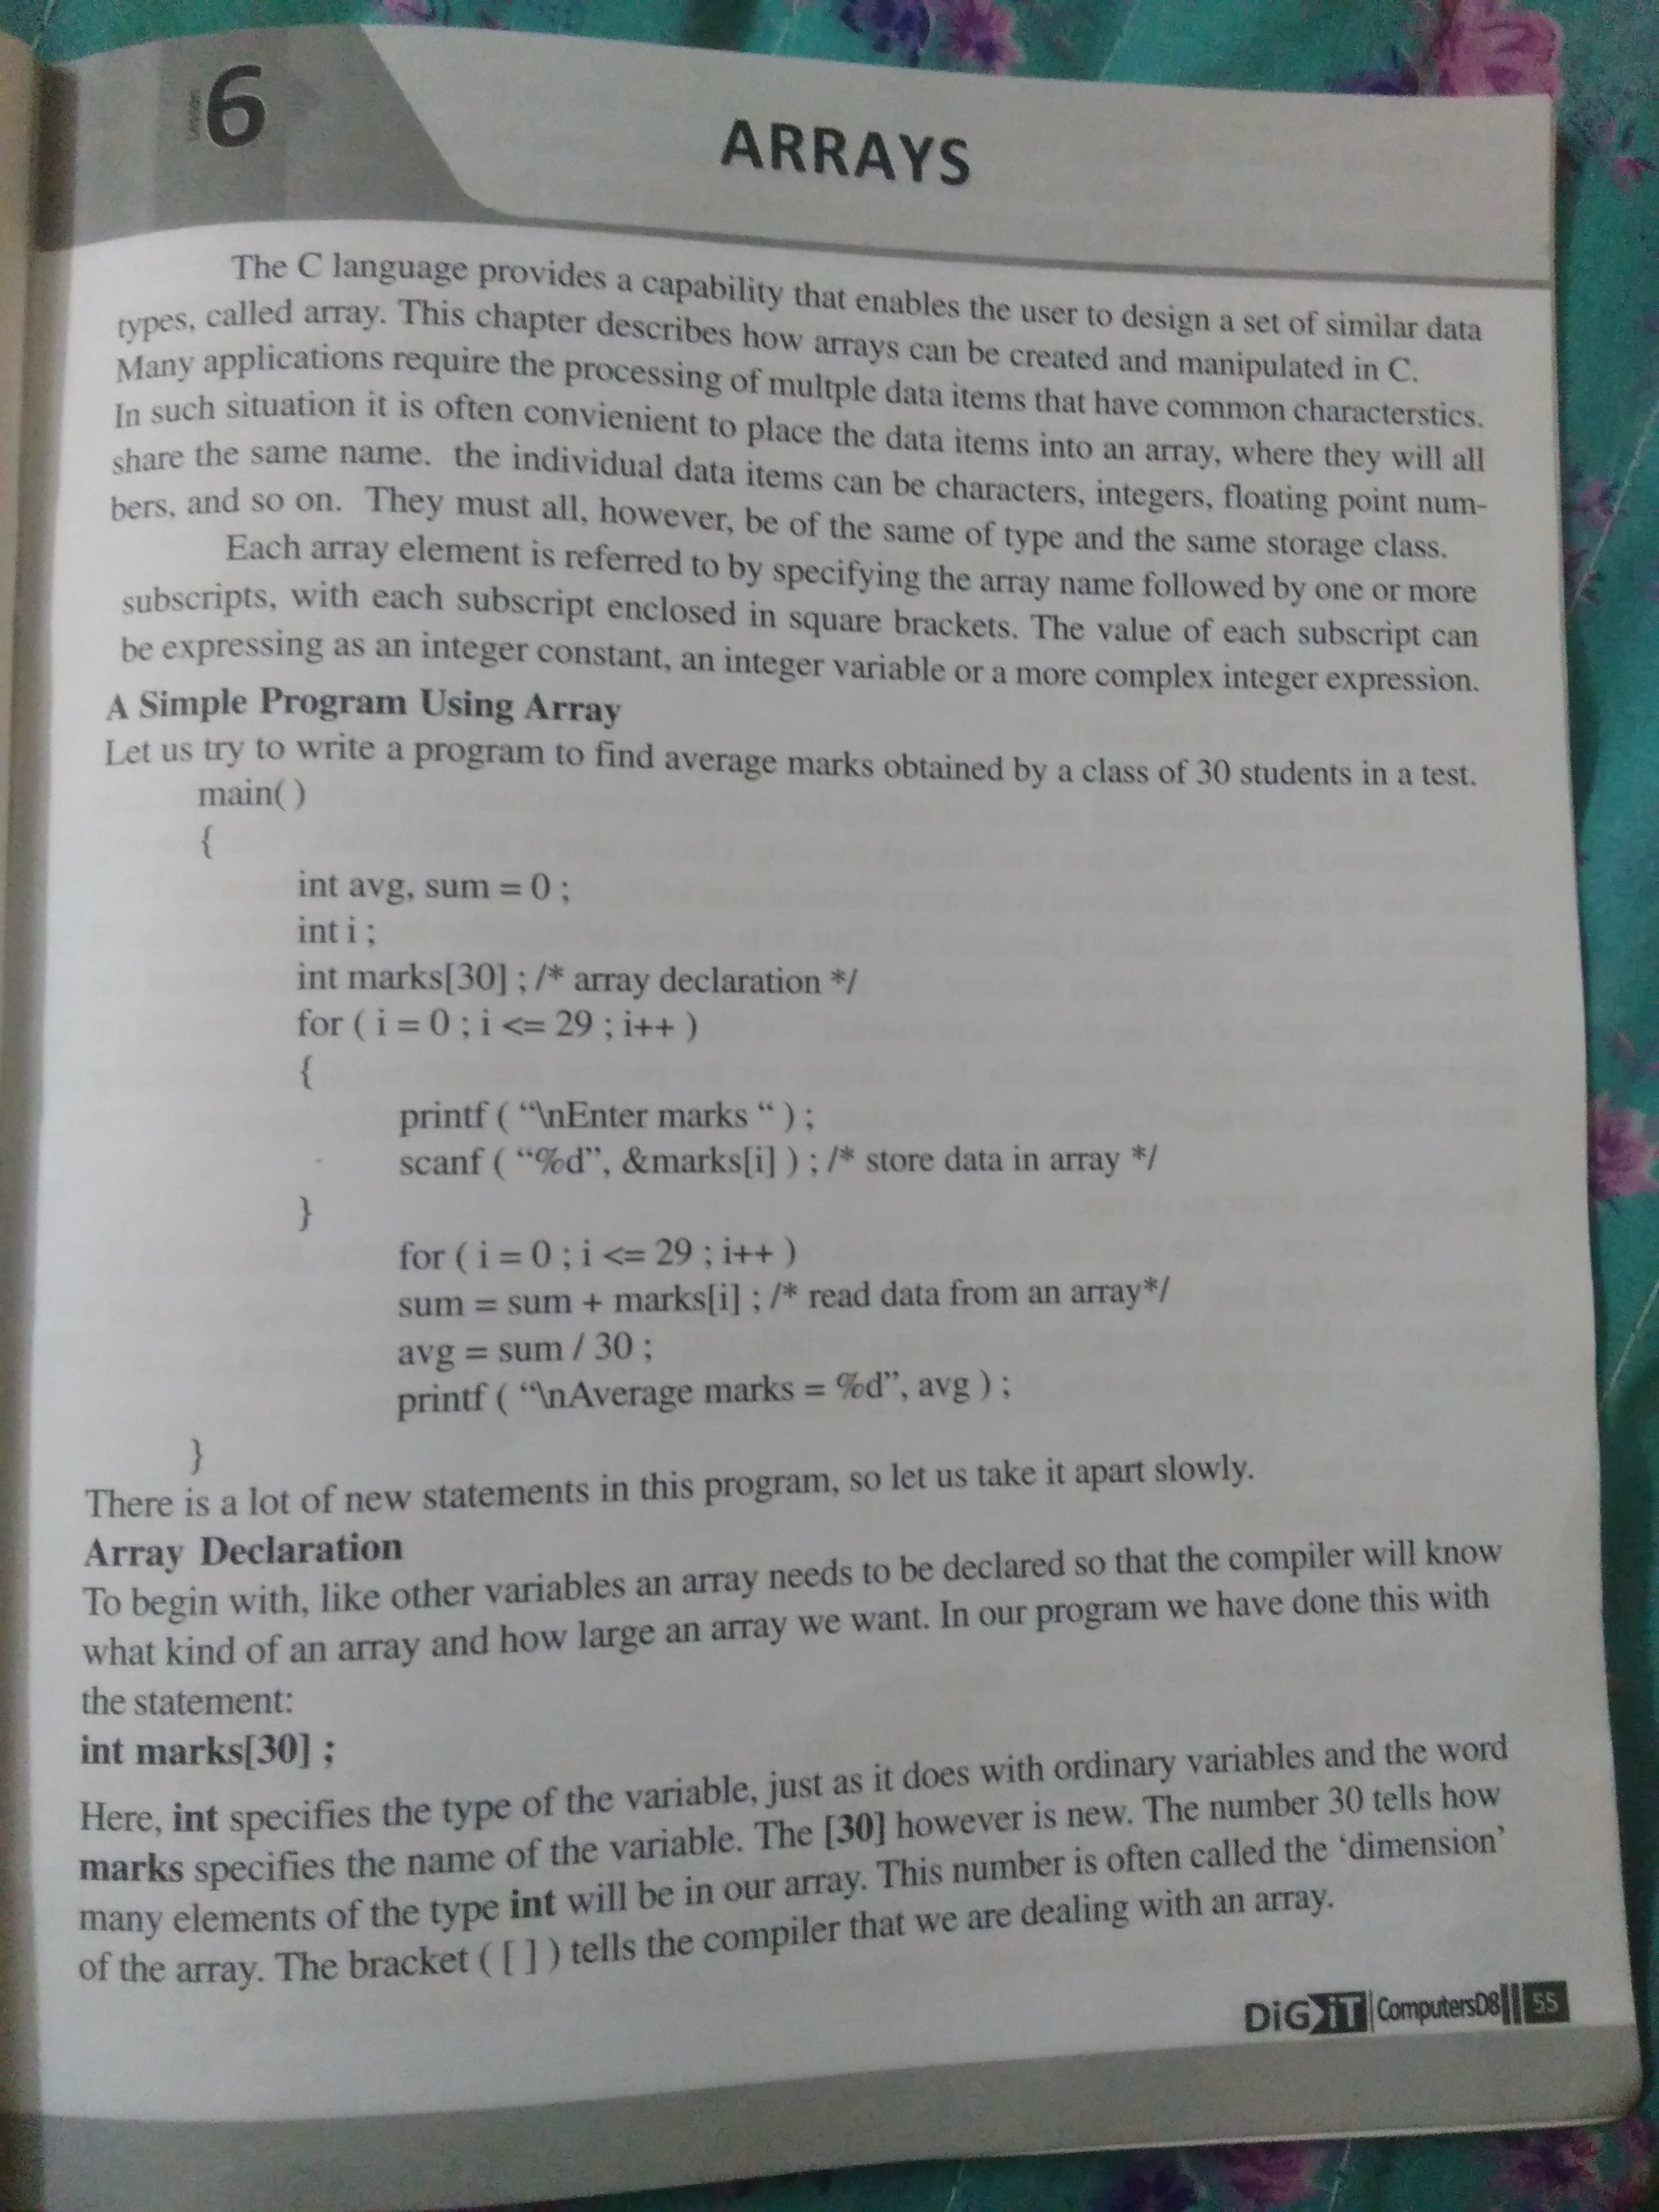 Lesson
6
ARRAYS
The C language provides a capability that enables the user to design a set of similar data
types, called array. This chapter describes how arrays can be created and manipulated in C.
Many applications require the processing of multple data items that have common characterstics.
In such situation it is often convienient to place the data items into an array, where they will all
share the same name. the individual data items can be characters, integers, floating point num-
bers, and so on. They must all, however, be of the same of type and the same storage class.
Each array element is referred to by specifying the array name followed by one or more
subscripts, with each subscript enclosed in square brackets. The value of each subscript can
be expressing as an integer constant, an integer variable or a more complex integer expression.
A Simple Program Using Array
Let us try to write a program to find average marks obtained by a class of 30 students in a test.
main( )
{
int avg, sum = 0 ;
int i ;
int marks[30] ; /* array declaration */
for ( i = 0 ; i <= 29 ; i++ )
{
printf ( “\nEnter marks “ ) ;
scanf ( “%d”, &marks[i] ) ; /* store data in array */
}
for ( i = 0 ; i <= 29 ; i++ )
sum = sum + marks[i] ; /* read data from an array*/
avg = sum / 30 ;
printf ( “\nAverage marks = %d”, avg ) ;
}
There is a lot of new statements in this program, so let us take it apart slowly.
Array Declaration
To begin with, like other variables an array needs to be declared so that the compiler will know
what kind of an array and how large an array we want. In our program we have done this with
the statement:
int marks[30] ;
Here, int specifies the type of the variable, just as it does with ordinary variables and the word
marks specifies the name of the variable. The [30] however is new. The number 30 tells how
many elements of the type int will be in our array. This number is often called the ‘dimension’
of the array. The bracket ( [ ] ) tells the compiler that we are dealing with an array.
DiGiT ComputersD8 55